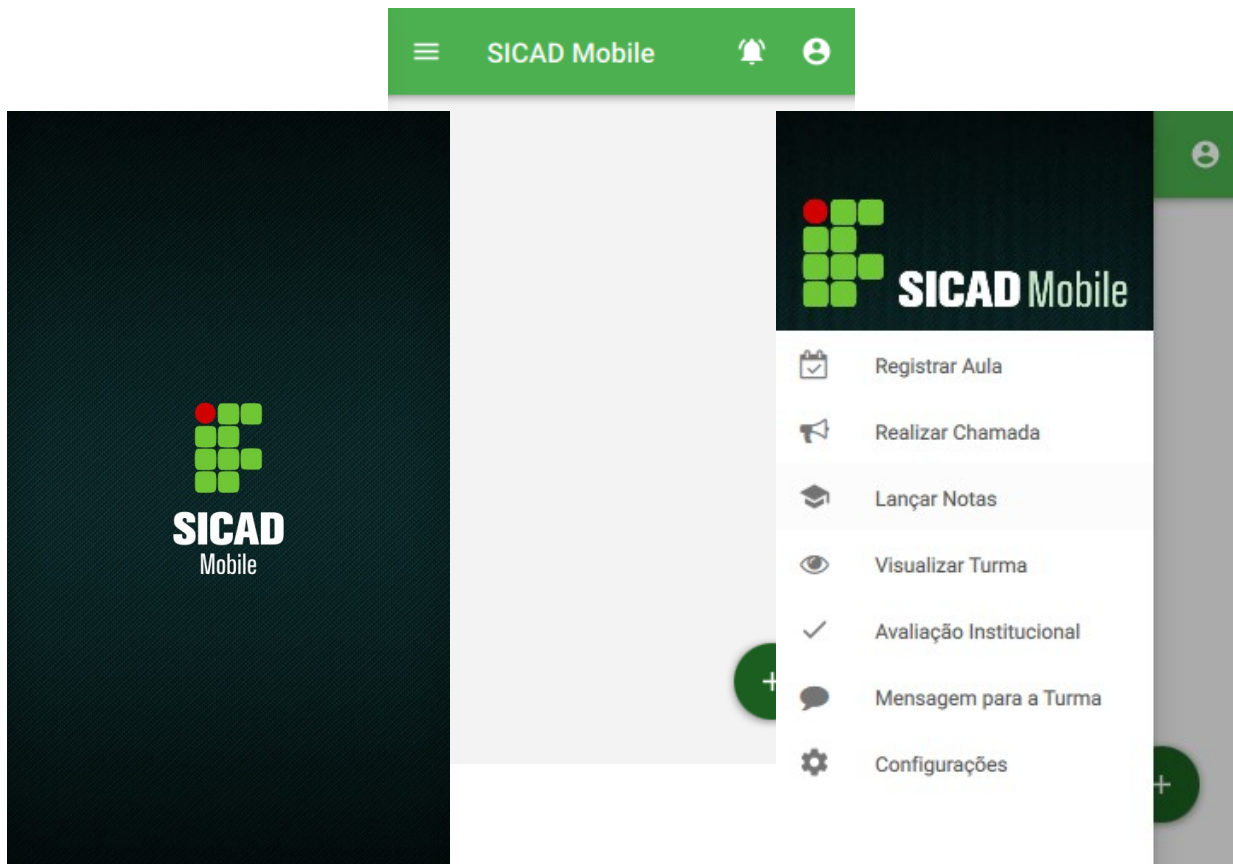 SICAD Mobile
SICAD
Mobile
SICAD Mobile
Registrar Aula
Realizar Chamada
Lançar Notas
Visualizar Turma
Avaliação Institucional
Mensagem para a Turma
Configurações